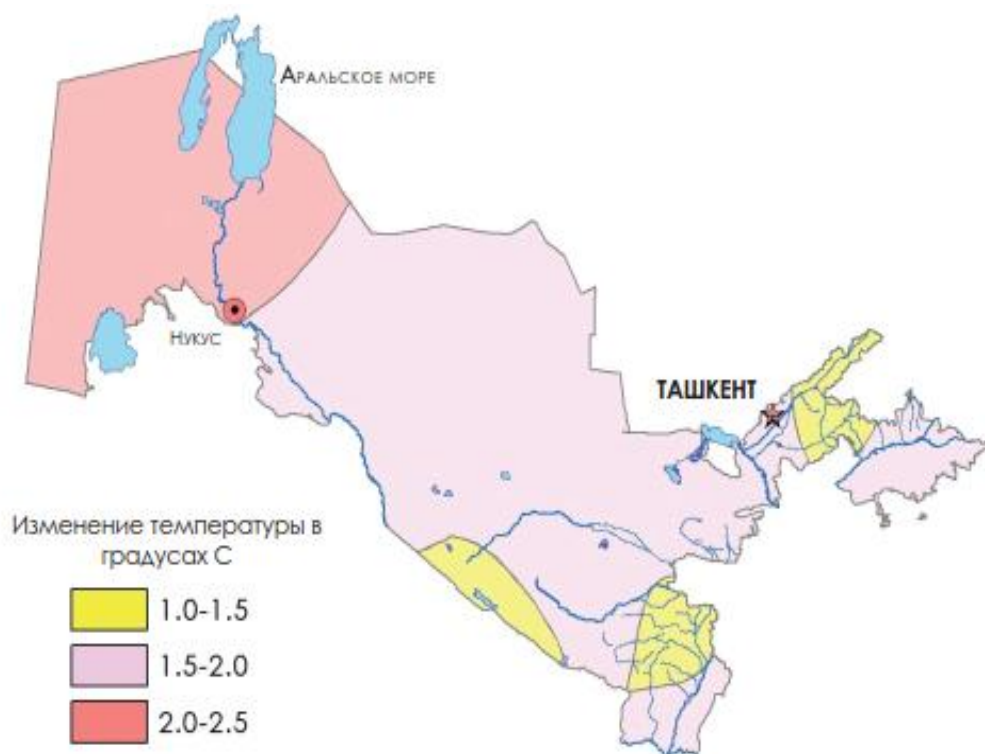 Аральское море
Нукус
ТАШКЕНТ
Изменение температуры в
градусах С
1.0-1.5
1.5-2.0
2.0-2.5